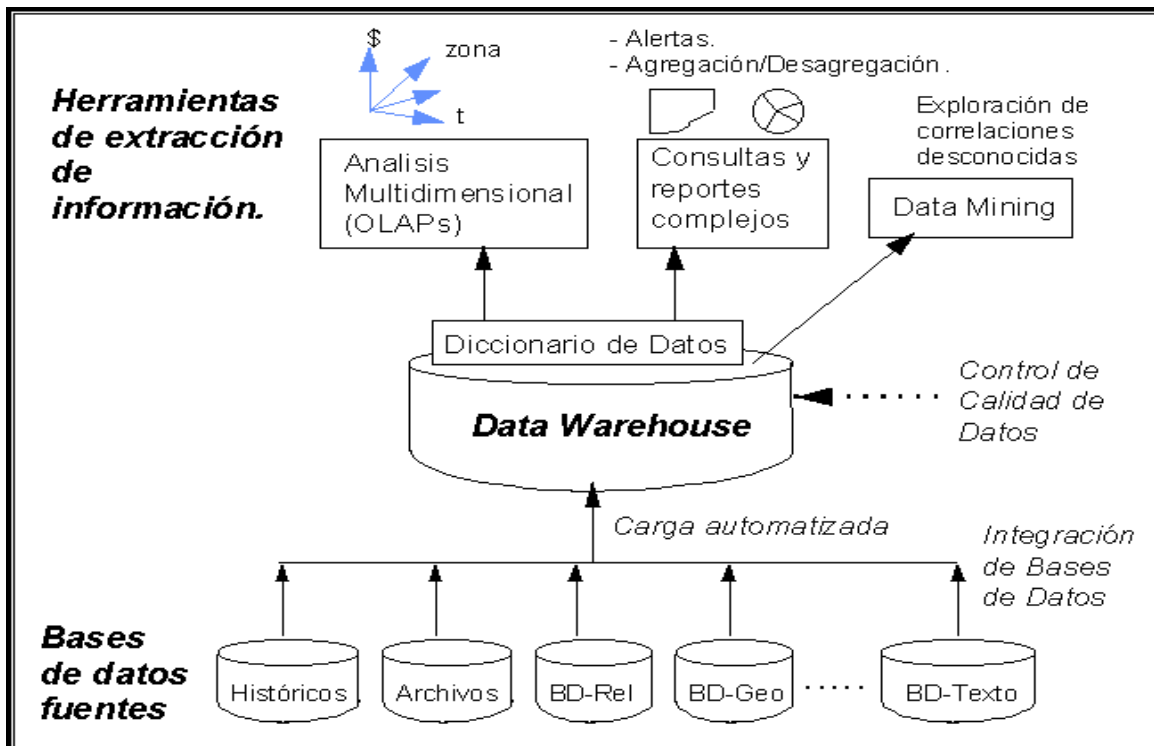 $
zona
t
- Alertas.
- Agregación/Desagregación.
Herramientas
de extracción
de
información.
Analisis
Multidimensional
(OLAPs)
Consultas y
reportes
complejos
Exploración de
correlaciones
desconocidas
Data Mining
Diccionario de Datos
Data Warehouse
Control de
Calidad de
Datos
Carga automatizada
Integración
de Bases
de Datos
Bases
de datos
fuentes
Históricos
Archivos
BD-Rel
BD-Geo
.....
BD-Texto